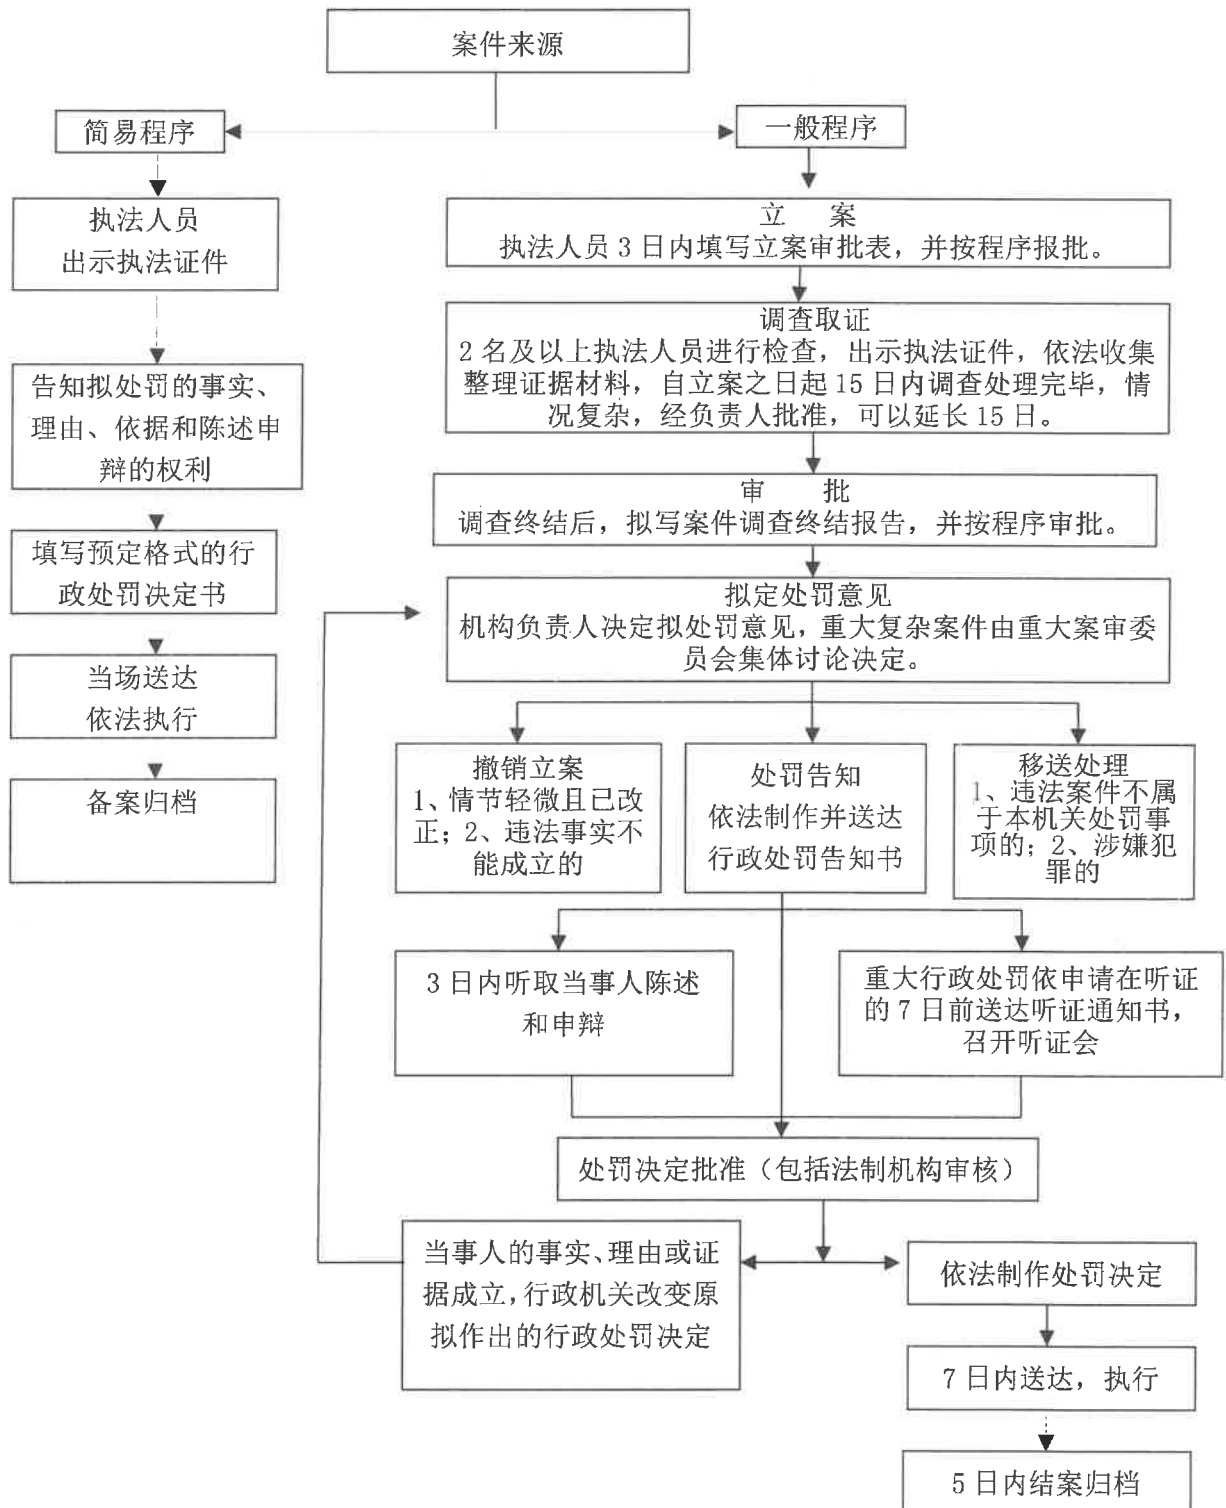 案件来源
简易程序
一般程序
执法人员
出示执法证件
告知拟处罚的事实、
理由、依据和陈述申
辩的权利
填写预定格式的行
政处罚决定书
当场送达
依法执行
备案归档
立 案
执法人员3日内填写立案审批表，并按程序报批。
调查取证
2名及以上执法人员进行检查，出示执法证件，依法收集
整理证据材料，自立案之日起15日内调查处理完毕，情
况复杂，经负责人批准，可以延长15日。
审 批
调查终结后，拟写案件调查终结报告，并按程序审批。
拟定处罚意见
机构负责人决定拟处罚意见，重大复杂案件由重大案审委
员会集体讨论决定。
撤销立案
1、情节轻微且已改
正；2、违法事实不
能成立的
处罚告知
依法制作并送达
行政处罚告知书
移送处理
1、违法案件不属
于本机关处罚事
项的；2、涉嫌犯
罪的
3日内听取当事人陈述
和申辩
重大行政处罚依申请在听证
的7日前送达听证通知书，
召开听证会
处罚决定批准（包括法制机构审核）
当事人的事实、理由或证
据成立，行政机关改变原
拟作出的行政处罚决定
依法制作处罚决定
7日内送达，执行
5日内结案归档